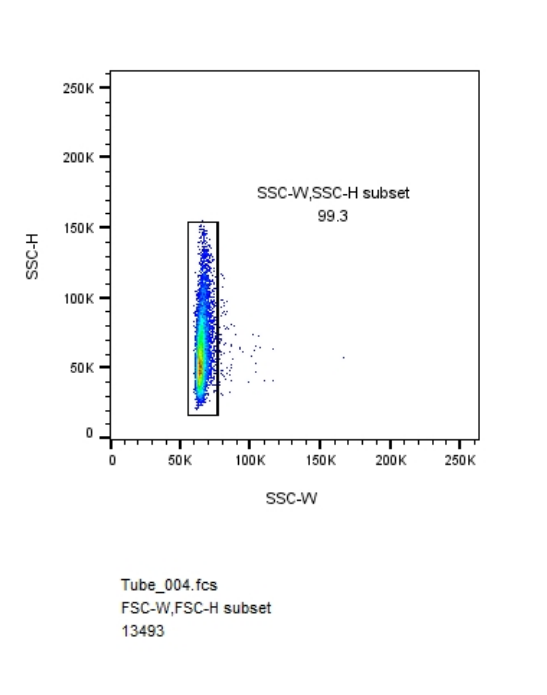 250K
200K
150K
100K
50K
0
SSC-H
SSC-W,SSC-H subset
99.3
0 50K 100K 150K 200K 250K
SSC-W
Tube_004.fcs
FSC-W,FSC-H subset
13493